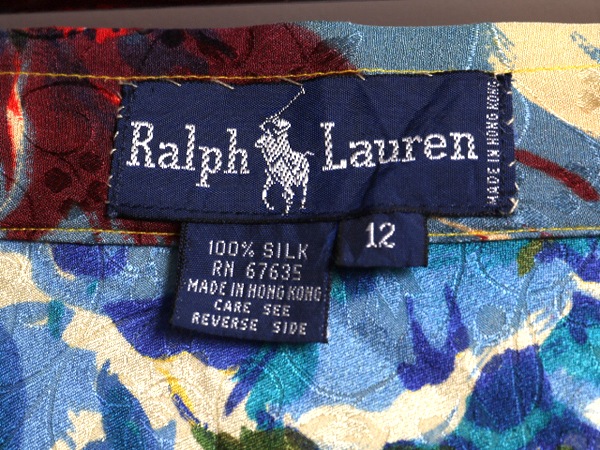 Ralph Lauren
MADE IN HONG KONG
12
100% SILK
RN 67635
MADE IN HONG KONG
CARE SEE
REVERSE SIDE